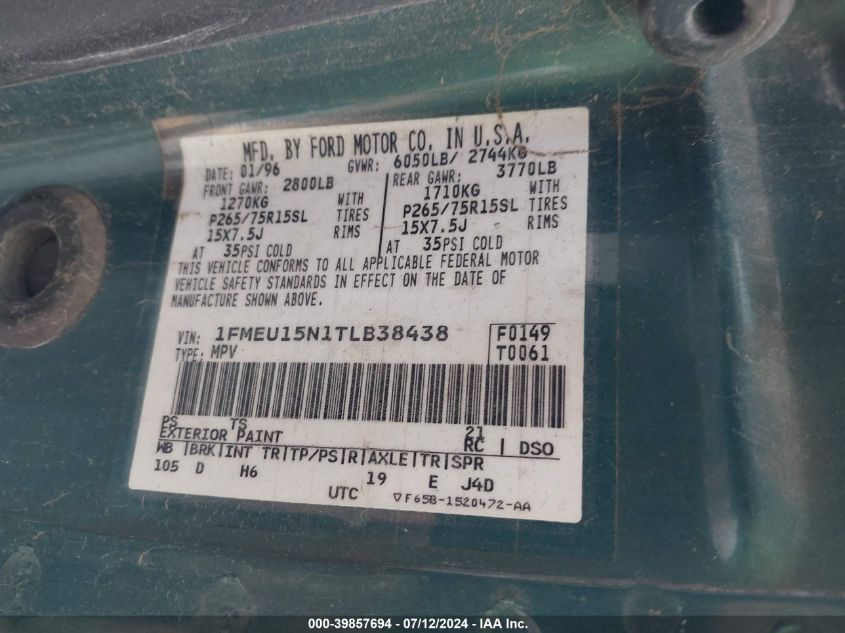 MFD. BY FORD MOTOR CO. IN U.S.A.
DATE: 01/96 GVWR: 6050LB/ 2744KG
FRONT GAWR: 2800LB REAR GAWR: 3770LB
1270KG WITH 1710KG WITH
P265/75R15SL TIRES P265/75R15SL TIRES
15X7.5J RIMS 15X7.5J RIMS
AT 35PSI COLD AT 35PSI COLD
THIS VEHICLE CONFORMS TO ALL APPLICABLE FEDERAL MOTOR
VEHICLE SAFETY STANDARDS IN EFFECT ON THE DATE OF
MANUFACTURE SHOWN ABOVE.
VIN: 1FMEU15N1TLB38438 F0149
TYPE: MPV T0061
PS TS 21
EXTERIOR PAINT RC DSO
WB BRK INT TR TP/PS R AXLE TR SPR
105 D H6 19 E J4D
UTC F65B-1520472-AA
000-39857694 / 07/12/2024 - IAA Inc.